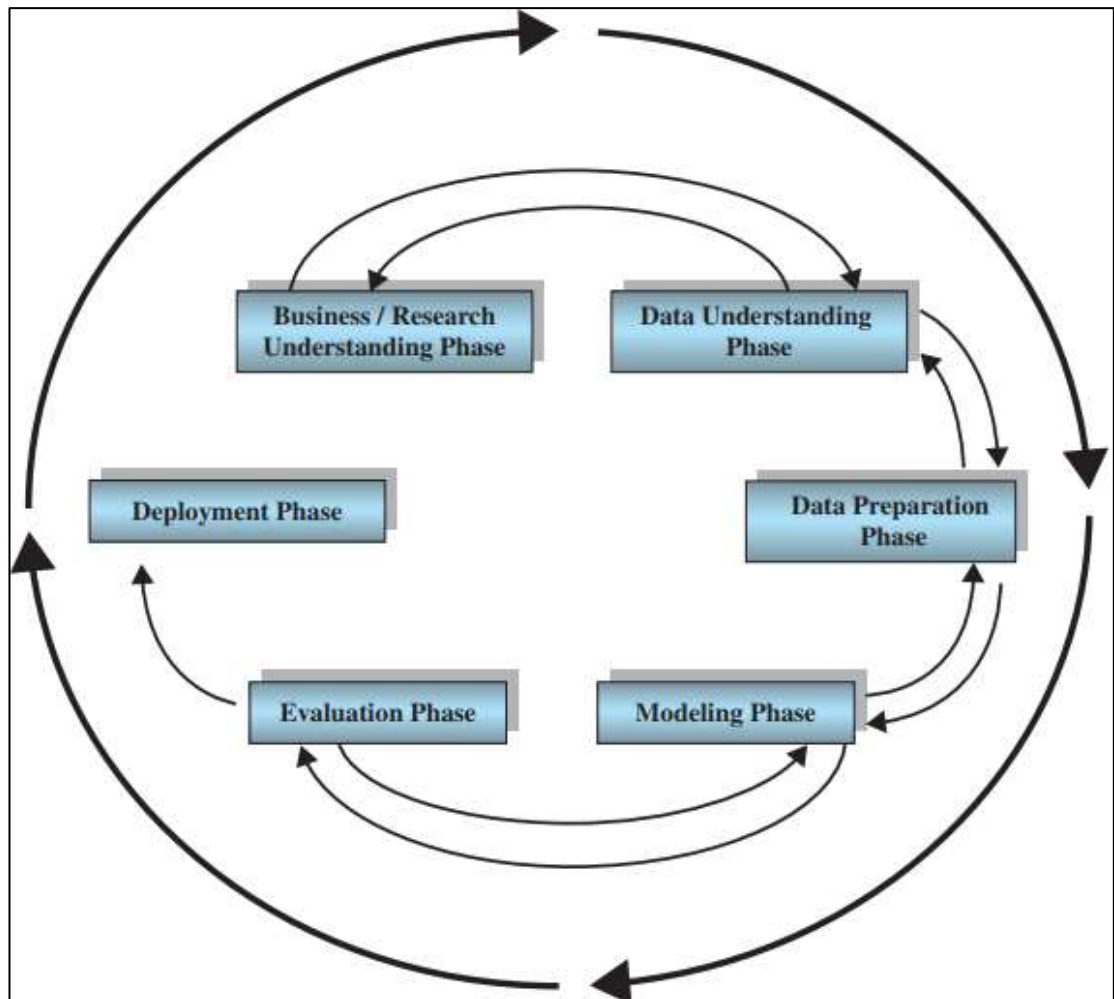 Business / Research
Understanding Phase
Data Understanding
Phase
Deployment Phase
Data Preparation
Phase
Evaluation Phase
Modeling Phase